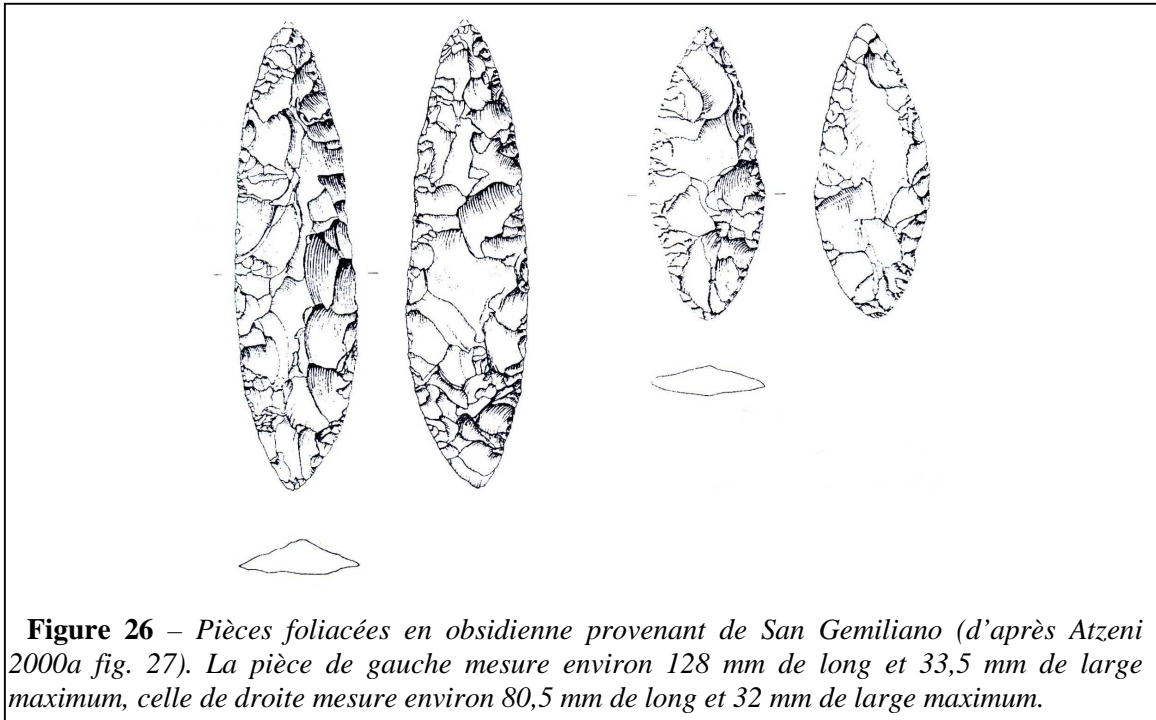 Figure 26 – Pièces foliacées en obsidienne provenant de San Gemiliano (d'après Atzeni
2000a fig. 27). La pièce de gauche mesure environ 128 mm de long et 33,5 mm de large
maximum, celle de droite mesure environ 80,5 mm de long et 32 mm de large maximum.